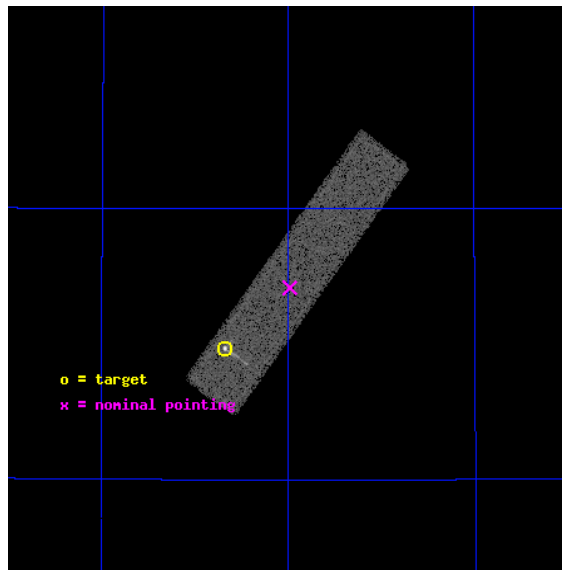 o = target
x = nominal pointing